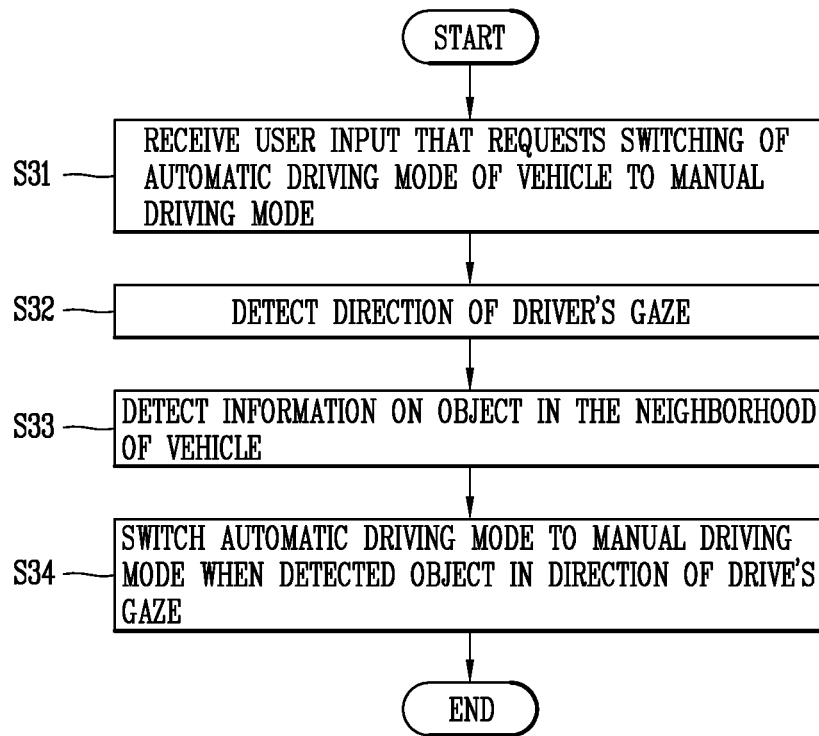 START
S31
RECEIVE USER INPUT THAT REQUESTS SWITCHING OF
AUTOMATIC DRIVING MODE OF VEHICLE TO MANUAL
DRIVING MODE
S32
DETECT DIRECTION OF DRIVER'S GAZE
S33
DETECT INFORMATION ON OBJECT IN THE NEIGHBORHOOD
OF VEHICLE
S34
SWITCH AUTOMATIC DRIVING MODE TO MANUAL DRIVING
MODE WHEN DETECTED OBJECT IN DIRECTION OF DRIVE'S
GAZE
END